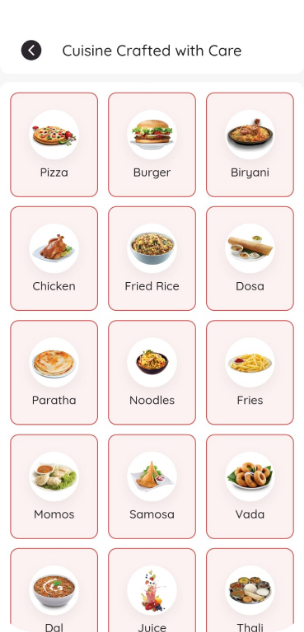 Cuisine Crafted with Care
Pizza Burger Biryani
Chicken Fried Rice Dosa
Paratha Noodles Fries
Momos Samosa Vada
Dal Juice Thali